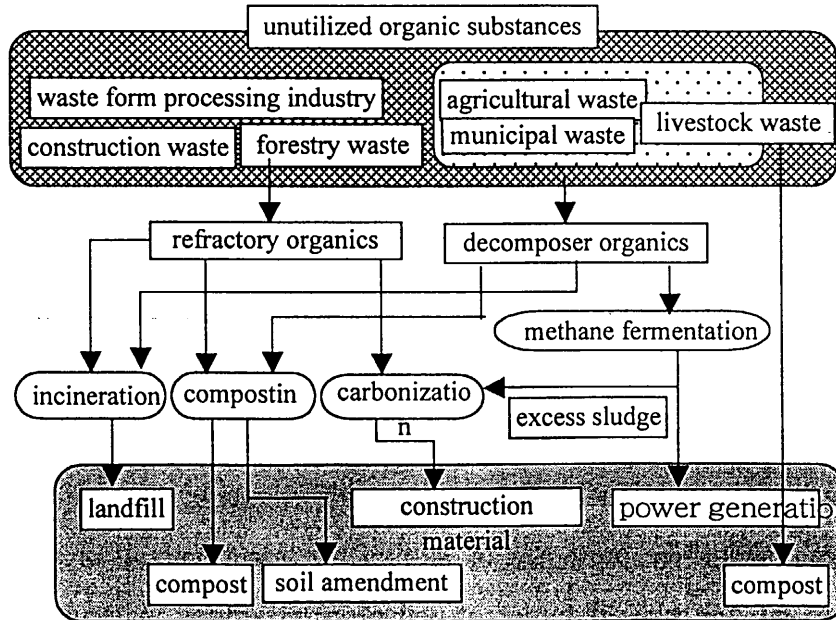 unutilized organic substances
waste form processing industry
agricultural waste
livestock waste
municipal waste
construction waste
forestry waste
refractory organics
decomposer organics
methane fermentation
incineration
compostin
carbonizatio
n
excess sludge
landfill
construction
material
power generatio
compost
soil amendment
compost